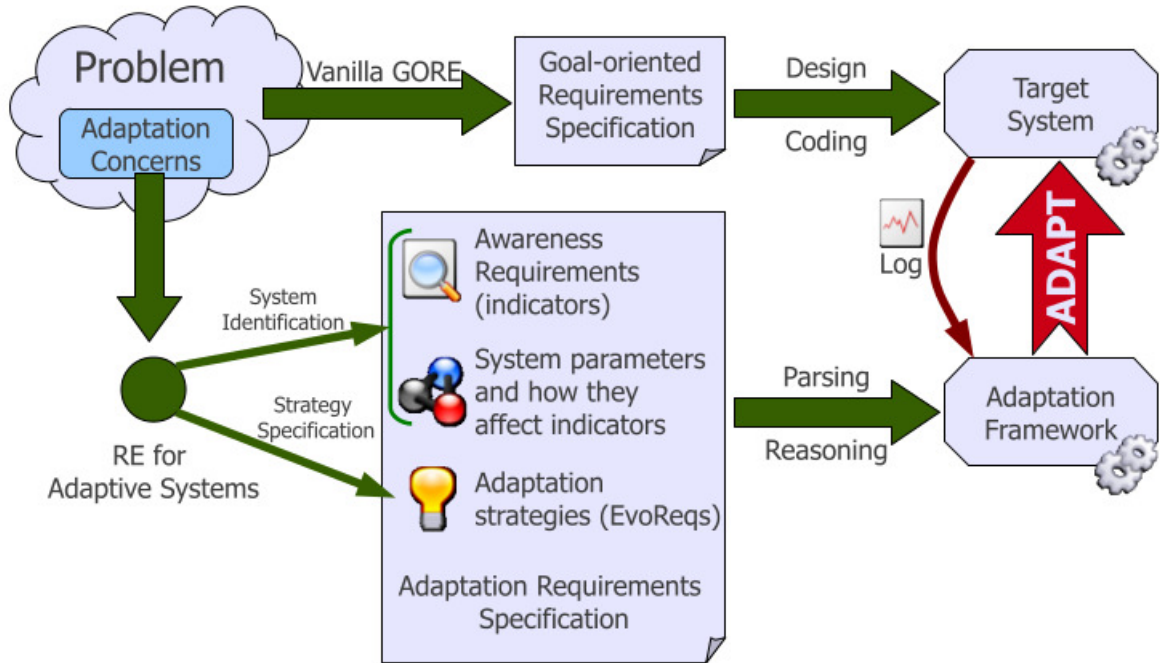 Problem
Adaptation
Concerns
Vanilla GORE
Goal-oriented
Requirements
Specification
Design
Coding
Target
System
Log
ADAPT
System
Identification
Strategy
Specification
RE for
Adaptive Systems
Awareness
Requirements
(indicators)
System parameters
and how they
affect indicators
Adaptation
strategies (EvoReqs)
Adaptation Requirements
Specification
Parsing
Reasoning
Adaptation
Framework